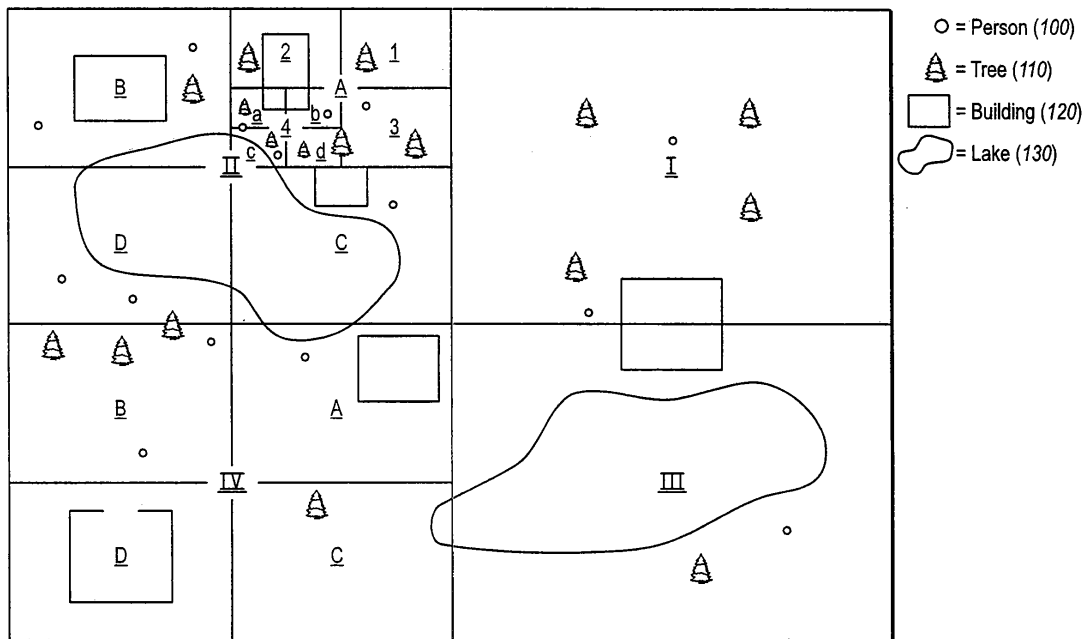 = Person (100)
= Tree (110)
= Building (120)
= Lake (130)
B 2 1
A
a b
4 3
c d
II I
D C
B A
IV III
D C